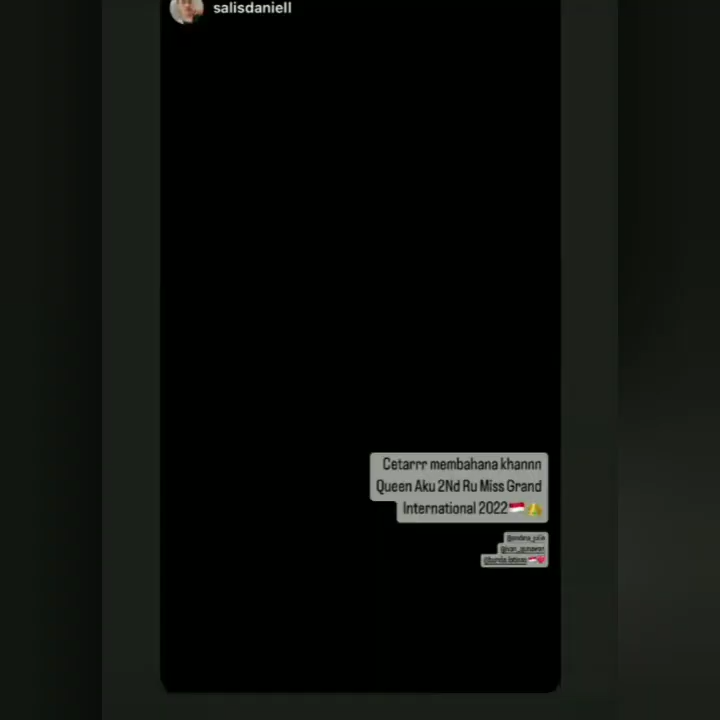 salisdaniell
Cetarrr membahana khannn
Queen Aku 2Nd Ru Miss Grand
International 2022🇮🇩👑